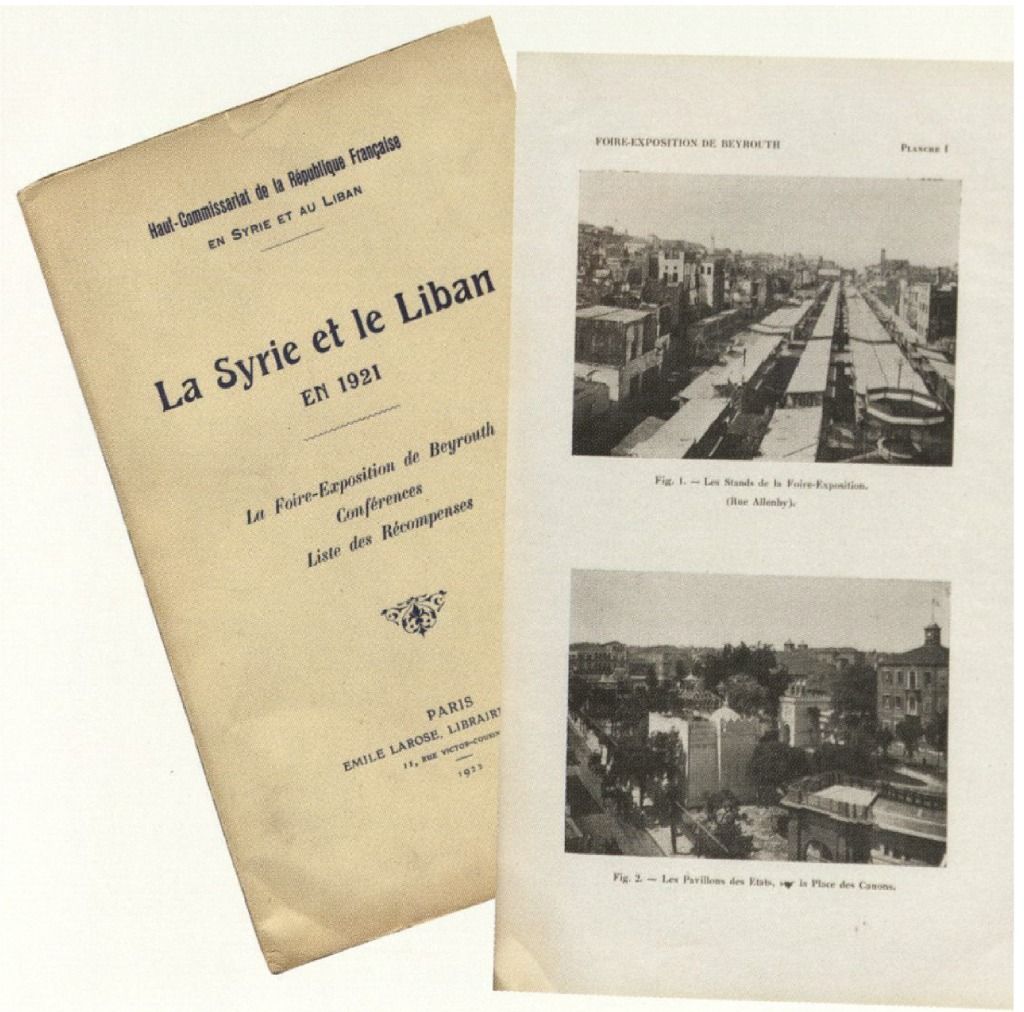 Haut-Commissariat de la République Française
EN SYRIE ET AU LIBAN
La Syrie et le Liban
EN 1921
La Foire-Exposition de Beyrouth
Conférences
Liste des Récompenses
PARIS
EMILE LAROSE, LIBRAIR
11, RUE VICTOR-COUSIN
1922
FOIRE-EXPOSITION DE BEYROUTH
PLANCHE I
Fig. 1. — Les Stands de la Foire-Exposition.
(Rue Allenby).
Fig. 2. — Les Pavillons des Etats, sur la Place des Canons.